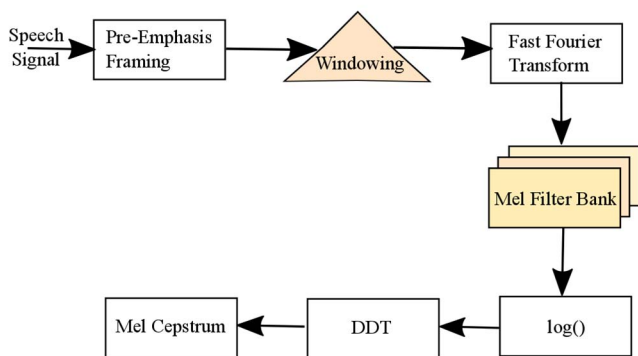 Speech
Signal
Pre-Emphasis
Framing
Windowing
Fast Fourier
Transform
Mel Filter Bank
log()
DDT
Mel Cepstrum